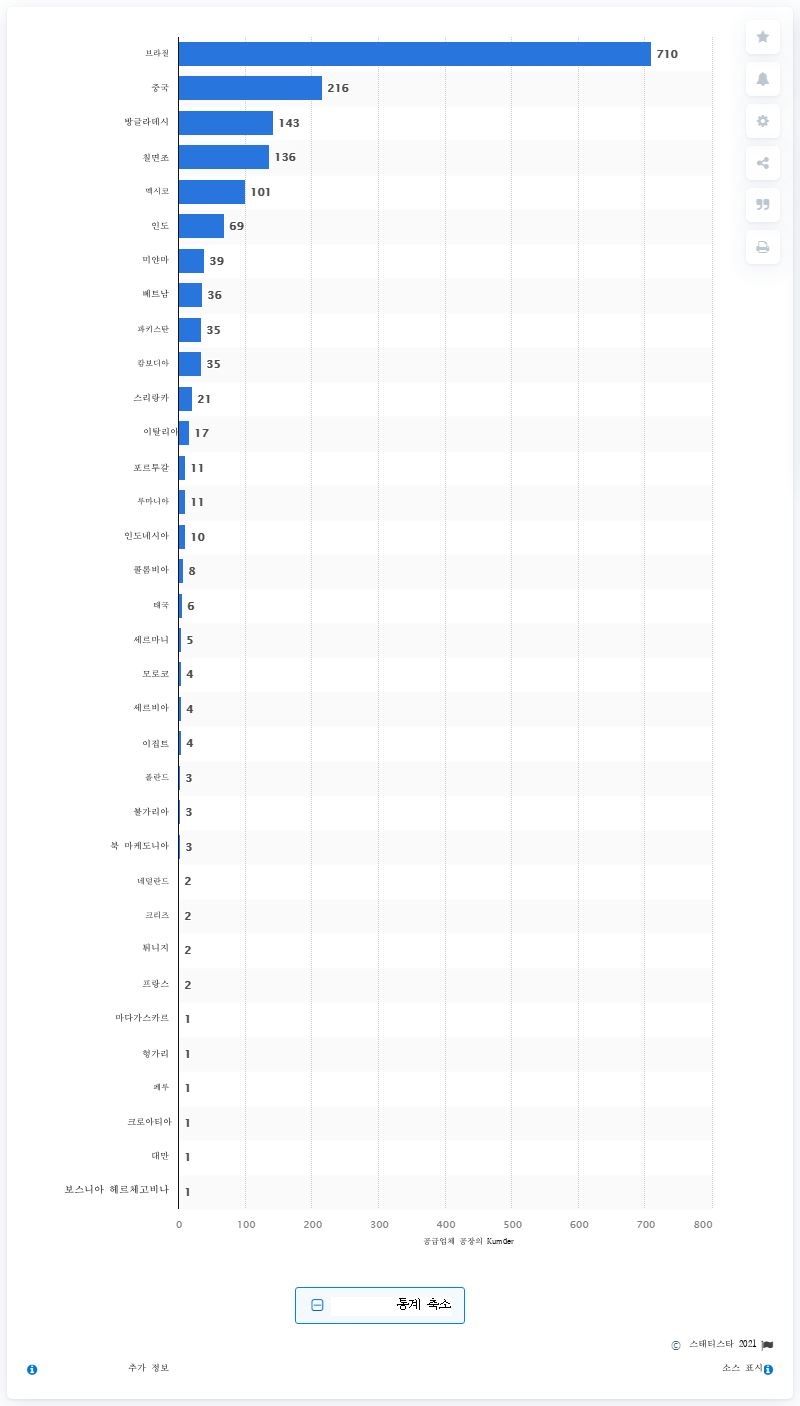 브라질 710
중국 216
방글라데시 143
칠면조 136
멕시코 101
인도 69
미얀마 39
베트남 36
파키스탄 35
캄보디아 35
스리랑카 21
이탈리아 17
포르투갈 11
루마니아 11
인도네시아 10
콜롬비아 8
태국 6
세르마니 5
모로코 4
세르비아 4
이집트 4
폴란드 3
불가리아 3
북 마케도니아 3
네덜란드 2
크리즈 2
튀니지 2
프랑스 2
마다가스카르 1
헝가리 1
페루 1
크로아티아 1
대만 1
보스니아 헤르체고비나 1
0 100 200 300 400 500 600 700 800
공급업체 공장의 Kumder
통계 축소
© 스태티스타 2021
추가 정보 소스 표시